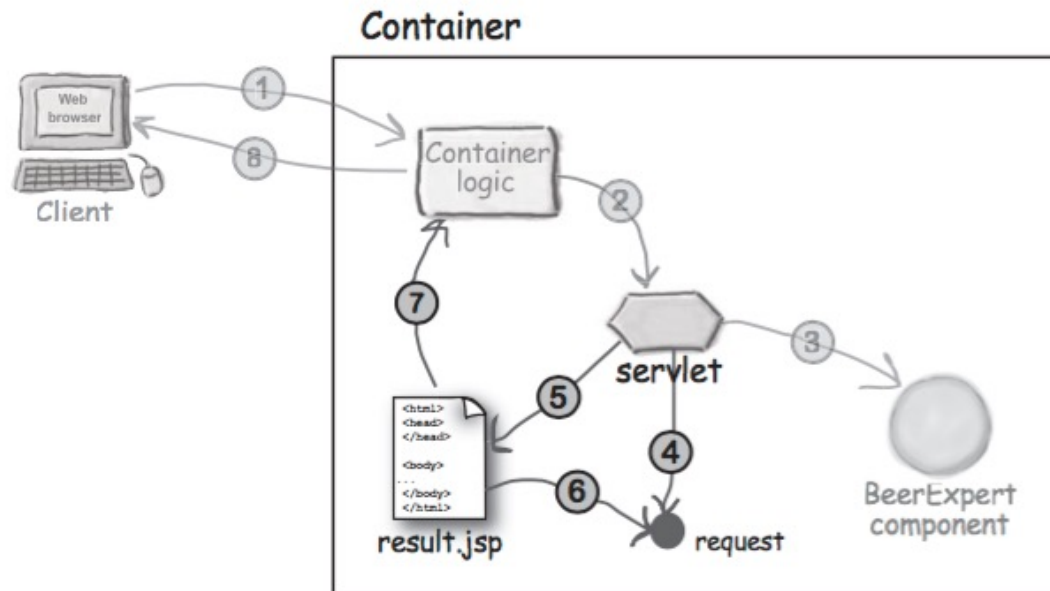 Container
Web
browser
1
8
Client
Container
logic
2
7
servlet
3
5
<html>
<head>
</head>
<body>
...
</body>
</html>
4
6
result.jsp
request
BeerExpert
component